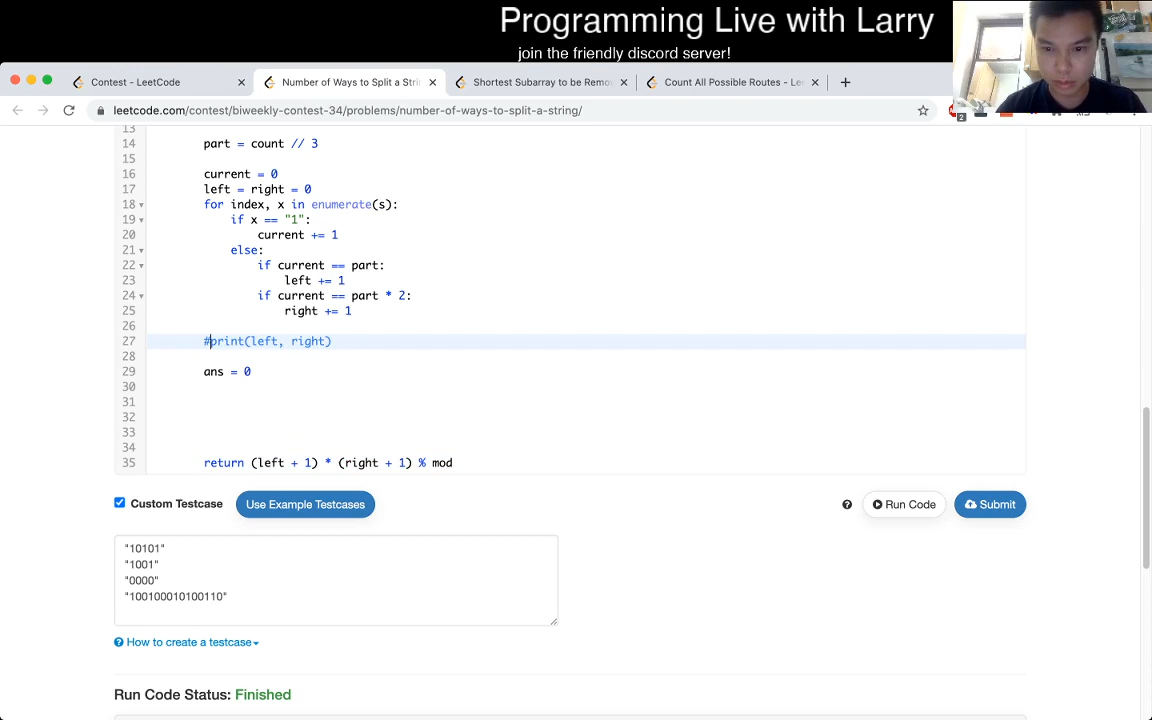 Programming Live with Larry
join the friendly discord server!
Contest - LeetCode
Number of Ways to Split a Stri
Shortest Subarray to be Remo
Count All Possible Routes - Lee
leetcode.com/contest/biweekly-contest-34/problems/number-of-ways-to-split-a-string/
2
13
14 part = count // 3
15
16 current = 0
17 left = right = 0
18 for index, x in enumerate(s):
19 if x == "1":
20 current += 1
21 else:
22 if current == part:
23 left += 1
24 if current == part * 2:
25 right += 1
26
27 #print(left, right)
28
29 ans = 0
30
31
32
33
34
35 return (left + 1) * (right + 1) % mod
Custom Testcase Use Example Testcases Run Code Submit
"10101"
"1001"
"0000"
"100100010100110"
How to create a testcase
Run Code Status: Finished